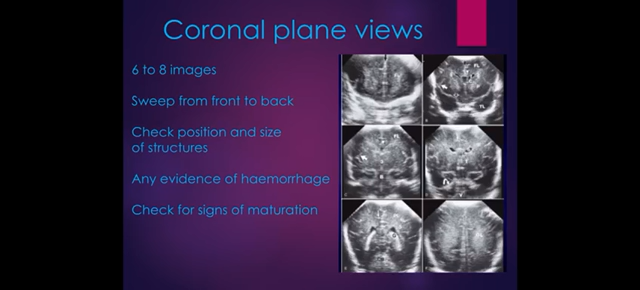 Coronal plane views
6 to 8 images
Sweep from front to back
Check position and size
of structures
Any evidence of haemorrhage
Check for signs of maturation